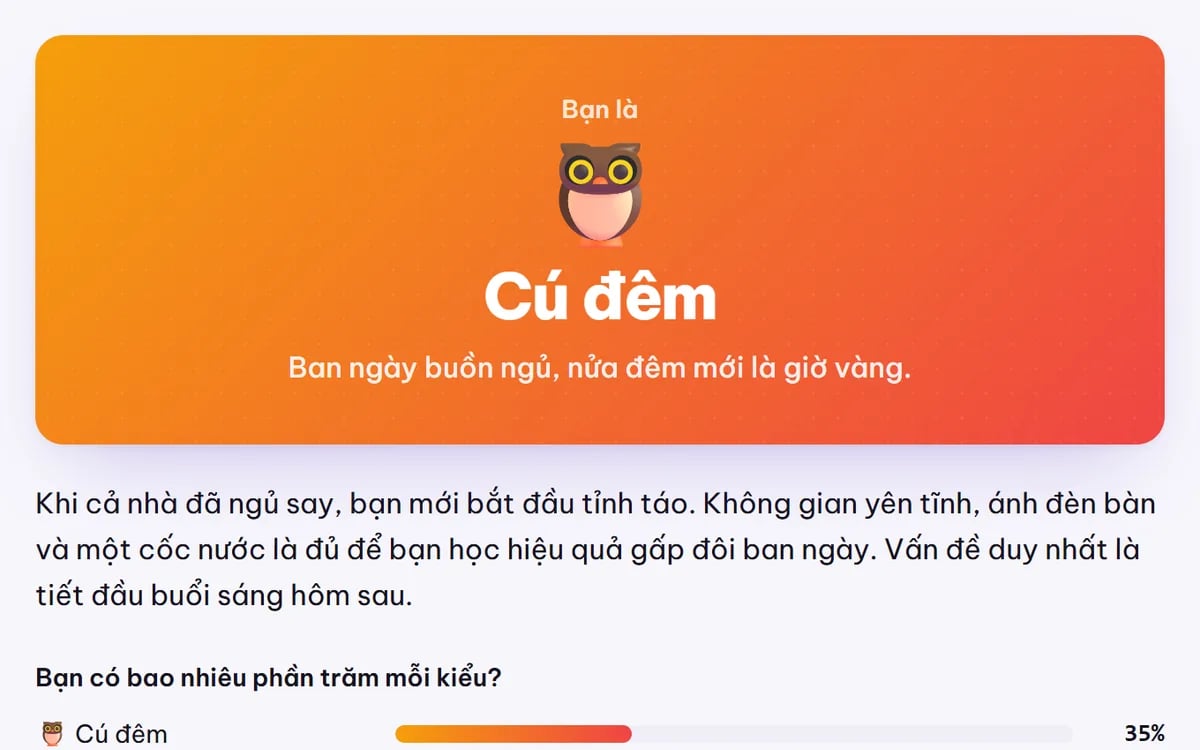 Bạn là
Cú đêm
Ban ngày buồn ngủ, nửa đêm mới là giờ vàng.
Khi cả nhà đã ngủ say, bạn mới bắt đầu tỉnh táo. Không gian yên tĩnh, ánh đèn bàn
và một cốc nước là đủ để bạn học hiệu quả gấp đôi ban ngày. Vấn đề duy nhất là
tiết đầu buổi sáng hôm sau.
Bạn có bao nhiêu phần trăm mỗi kiểu?
Cú đêm 35%